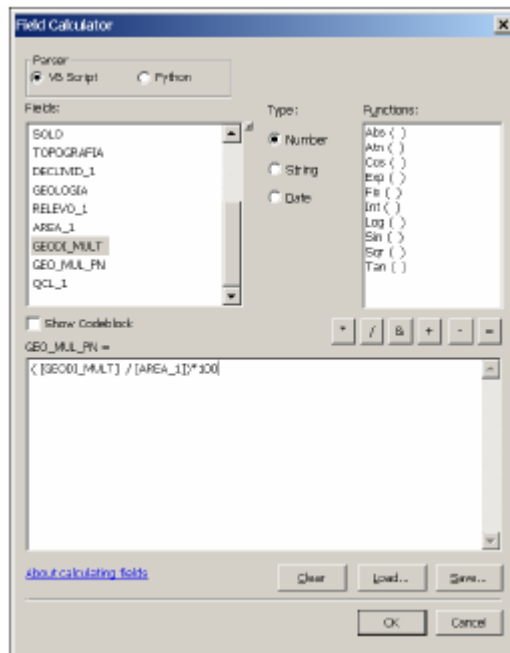 Field Calculator
Parser
VB Script Python
Fields: Type: Functions:
SOLO
TOPOGRAFIA
DECLIVID_1
GEOLOGIA
RELEVO_1
AREA_1
GEODI_MULT
GEO_MUL_PN
QCL_1
Number
String
Date
Abs ( )
Atn ( )
Cos ( )
Exp ( )
Fix ( )
Int ( )
Log ( )
Sin ( )
Sqr ( )
Tan ( )
Show Codeblock
* / & + - =
GEO_MUL_PN =
( [GEODI_MULT] / [AREA_1])*100
About calculating fields
Clear Load... Save...
OK Cancel